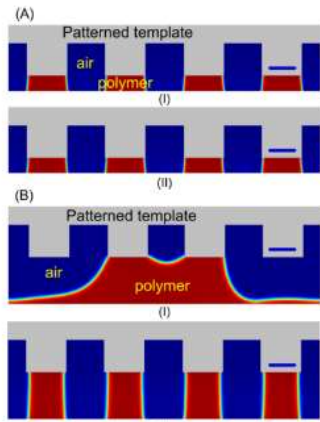 (A)
Patterned template
air
polymer
(I)
(II)
(B)
Patterned template
air
polymer
(I)